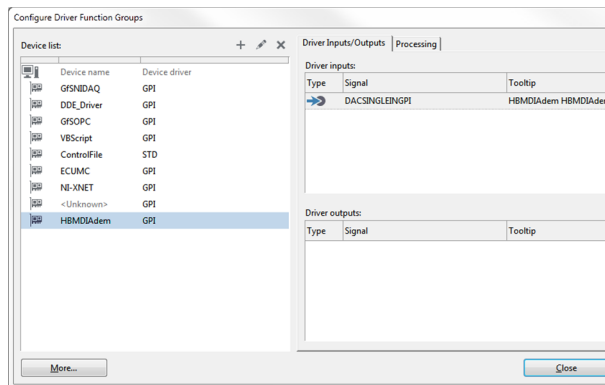 Configure Driver Function Groups
Device list:
Device name Device driver
GfSNIDAQ GPI
DDE_Driver GPI
GfSOPC GPI
VBScript GPI
ControlFile STD
ECUMC GPI
NI-XNET GPI
<Unknown> GPI
HBMDIAdem GPI
More...
Driver Inputs/Outputs Processing
Driver inputs:
Type Signal Tooltip
DACSINGLEINGPI HBMDIAdem HBMDIAdem
Driver outputs:
Type Signal Tooltip
Close